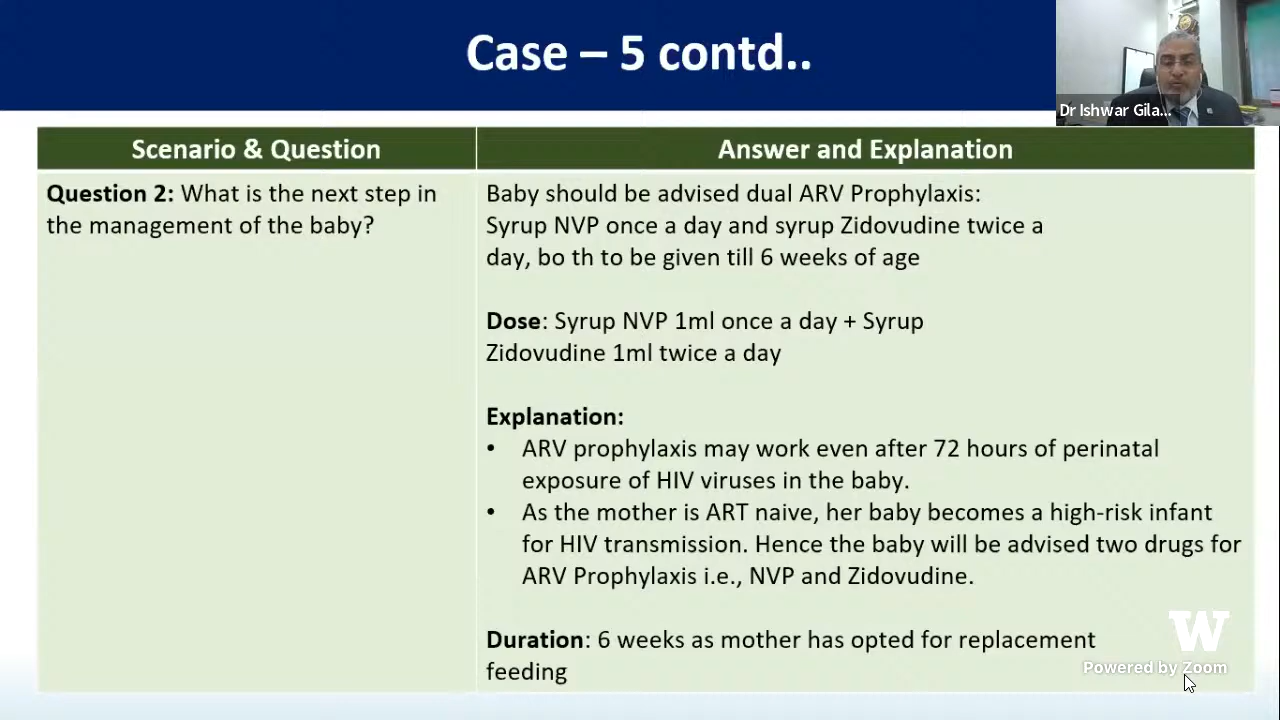 Case – 5 contd..
Dr Ishwar Gila...
Scenario & Question
Answer and Explanation
Question 2: What is the next step in
the management of the baby?
Baby should be advised dual ARV Prophylaxis:
Syrup NVP once a day and syrup Zidovudine twice a
day, bo th to be given till 6 weeks of age
Dose: Syrup NVP 1ml once a day + Syrup
Zidovudine 1ml twice a day
Explanation:
• ARV prophylaxis may work even after 72 hours of perinatal
exposure of HIV viruses in the baby.
• As the mother is ART naive, her baby becomes a high-risk infant
for HIV transmission. Hence the baby will be advised two drugs for
ARV Prophylaxis i.e., NVP and Zidovudine.
Duration: 6 weeks as mother has opted for replacement
feeding
W
Powered by Zoom